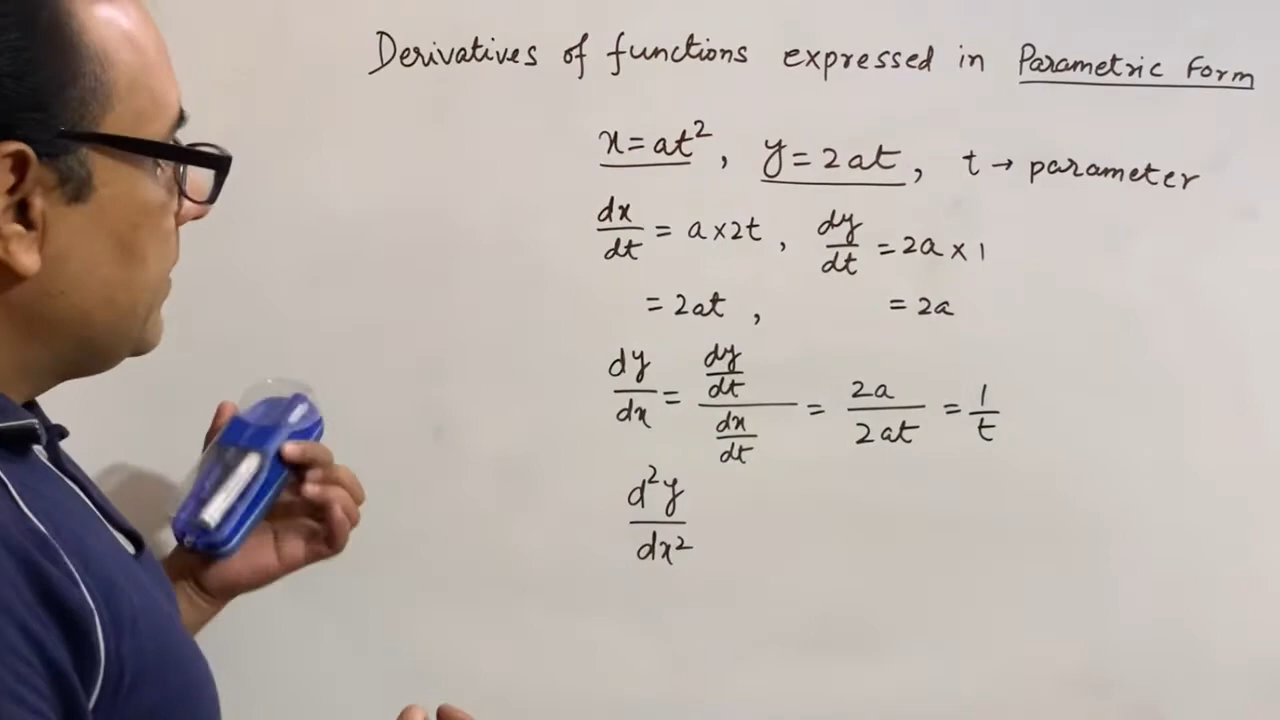 Derivatives of functions expressed in Parametric Form
x = at², y = 2at, t → parameter
dx/dt = a × 2t, dy/dt = 2a × 1
= 2at, = 2a
dy/dx = (dy/dt)/(dx/dt) = 2a/2at = 1/t
d²y/dx²